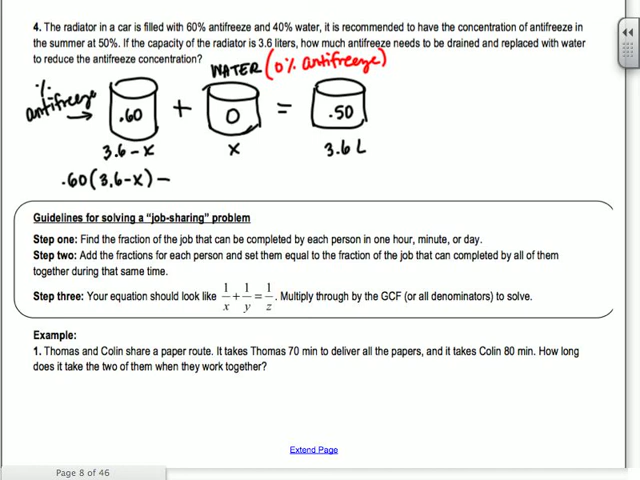 4. The radiator in a car is filled with 60% antifreeze and 40% water, it is recommended to have the concentration of antifreeze in
the summer at 50%. If the capacity of the radiator is 3.6 liters, how much antifreeze needs to be drained and replaced with water
to reduce the antifreeze concentration?
WATER (0% antifreeze)
%
antifreeze → .60 + 0 = .50
3.6-x x 3.6 L
.60(3.6-x) -
Guidelines for solving a “job-sharing” problem
Step one: Find the fraction of the job that can be completed by each person in one hour, minute, or day.
Step two: Add the fractions for each person and set them equal to the fraction of the job that can completed by all of them
together during that same time.
Step three: Your equation should look like 1/x + 1/y = 1/z. Multiply through by the GCF (or all denominators) to solve.
Example:
1. Thomas and Colin share a paper route. It takes Thomas 70 min to deliver all the papers, and it takes Colin 80 min. How long
does it take the two of them when they work together?
Extend Page
Page 8 of 46